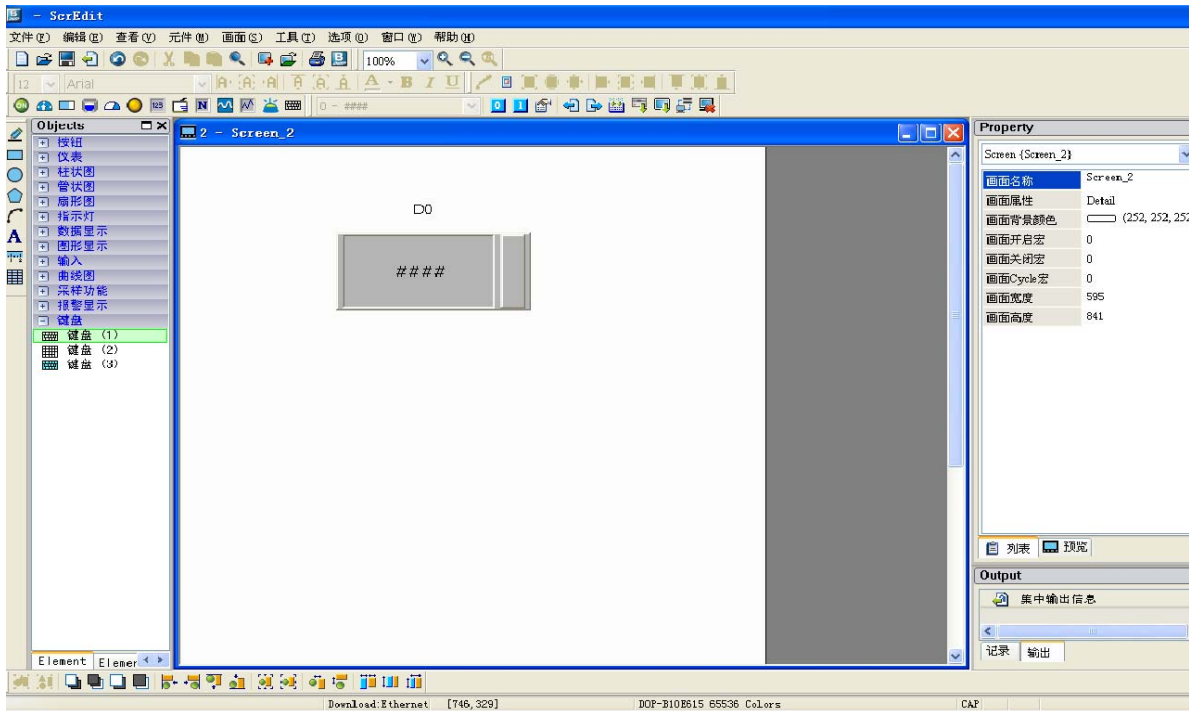 - ScrEdit
文件(F) 编辑(E) 查看(V) 元件(M) 画面(S) 工具(T) 选项(O) 窗口(W) 帮助(H)
100%
12 Arial
0 - ####
Objects
按钮
仪表
柱状图
管状图
扇形图
指示灯
数据显示
图形显示
输入
曲线图
采样功能
报警显示
键盘
键盘 (1)
键盘 (2)
键盘 (3)
Element Elemer
2 - Screen_2
D0
####
Property
Screen {Screen_2}
画面名称 Screen_2
画面属性 Detail
画面背景颜色 (252, 252, 252
画面开启宏 0
画面关闭宏 0
画面Cycle宏 0
画面宽度 595
画面高度 841
列表 预览
Output
集中输出信息
记录 输出
Download:Ethernet [746,329] DOP-B10E615 65536 Colors CAP